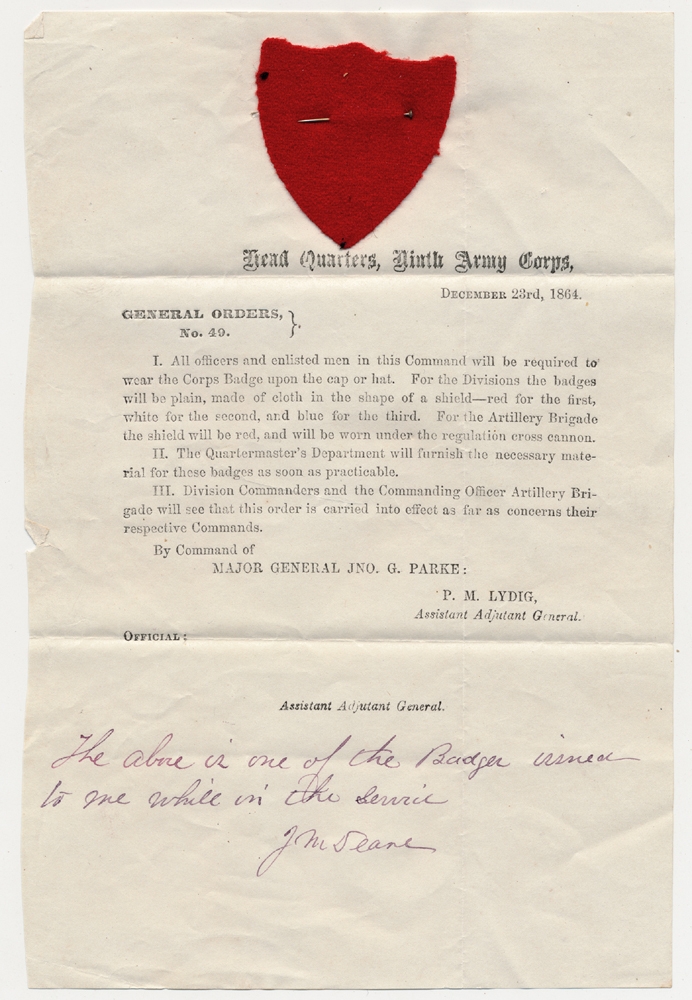 Head Quarters, Ninth Army Corps,
DECEMBER 23rd, 1864.
GENERAL ORDERS, }
No. 49.
I. All officers and enlisted men in this Command will be required to
wear the Corps Badge upon the cap or hat. For the Divisions the badges
will be plain, made of cloth in the shape of a shield—red for the first,
white for the second, and blue for the third. For the Artillery Brigade
the shield will be red, and will be worn under the regulation cross cannon.
II. The Quartermaster's Department will furnish the necessary mate-
rial for these badges as soon as practicable.
III. Division Commanders and the Commanding Officer Artillery Bri-
gade will see that this order is carried into effect as far as concerns their
respective Commands.
By Command of
MAJOR GENERAL JNO. G. PARKE:
P. M. LYDIG,
Assistant Adjutant General.
OFFICIAL:
Assistant Adjutant General.
The above is one of the Badges issued
to me while in the service
J M Deane